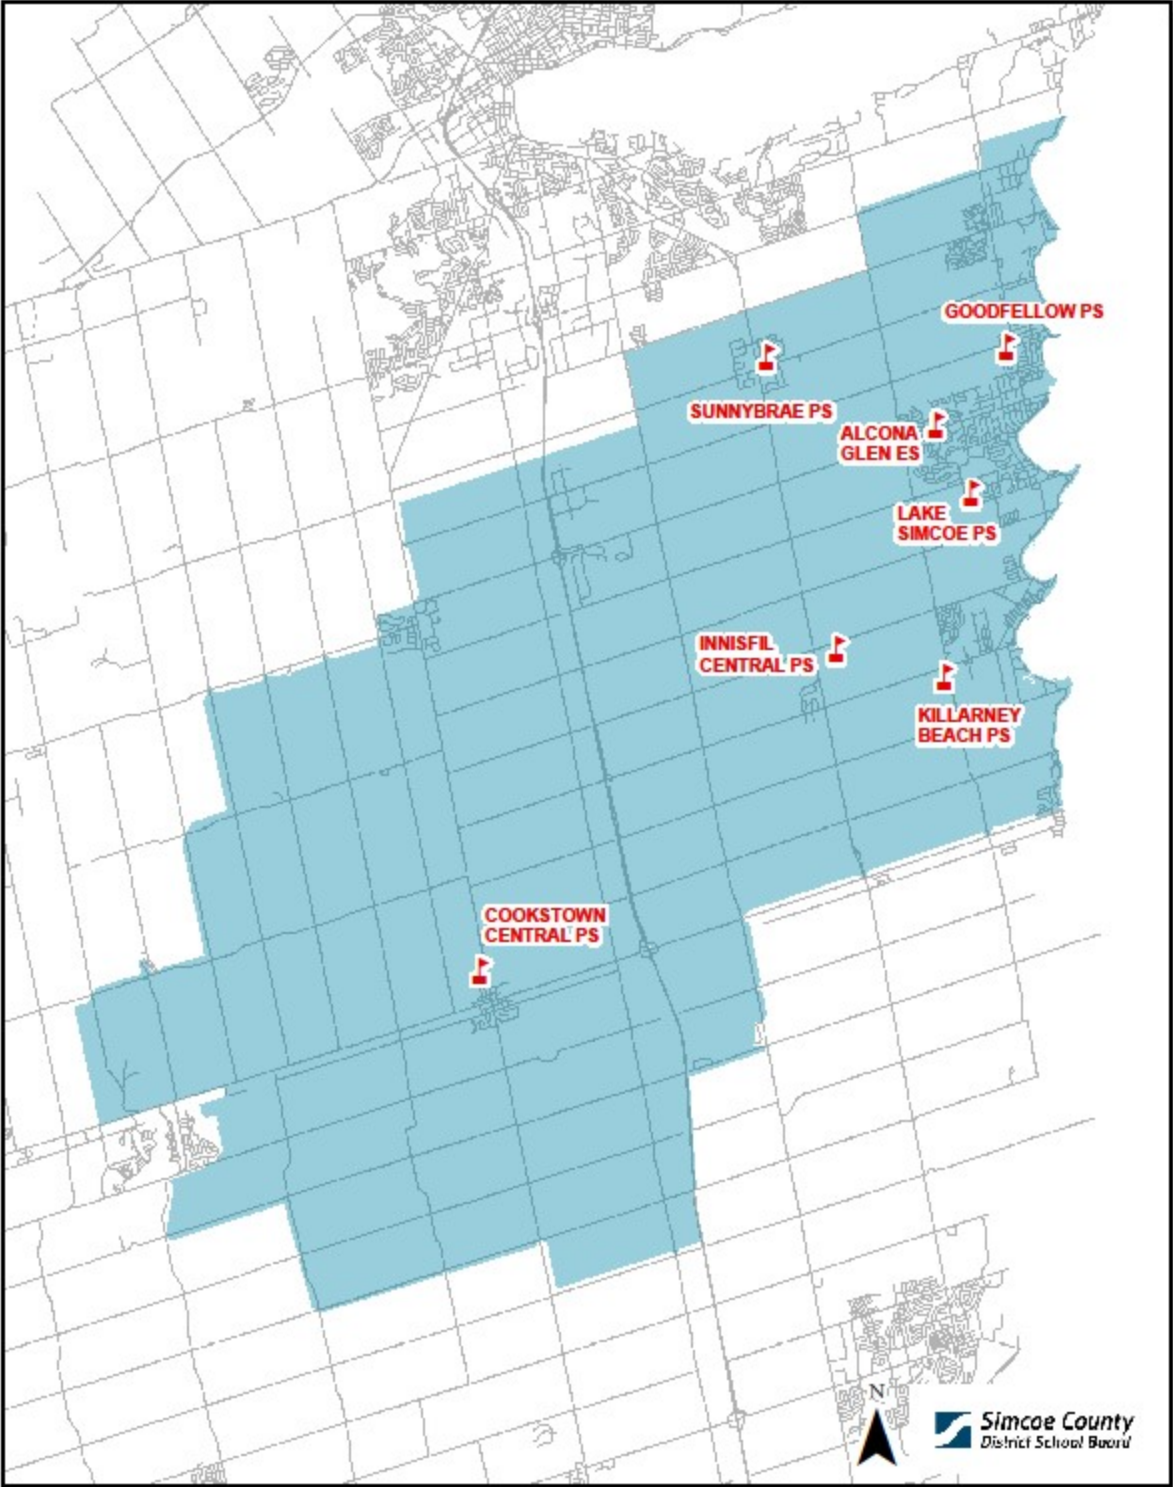 GOODFELLOW PS
SUNNYBRAE PS
ALCONA
GLEN ES
LAKE
SIMCOE PS
INNISFIL
CENTRAL PS
KILLARNEY
BEACH PS
COOKSTOWN
CENTRAL PS
N
Simcoe County
District School Board